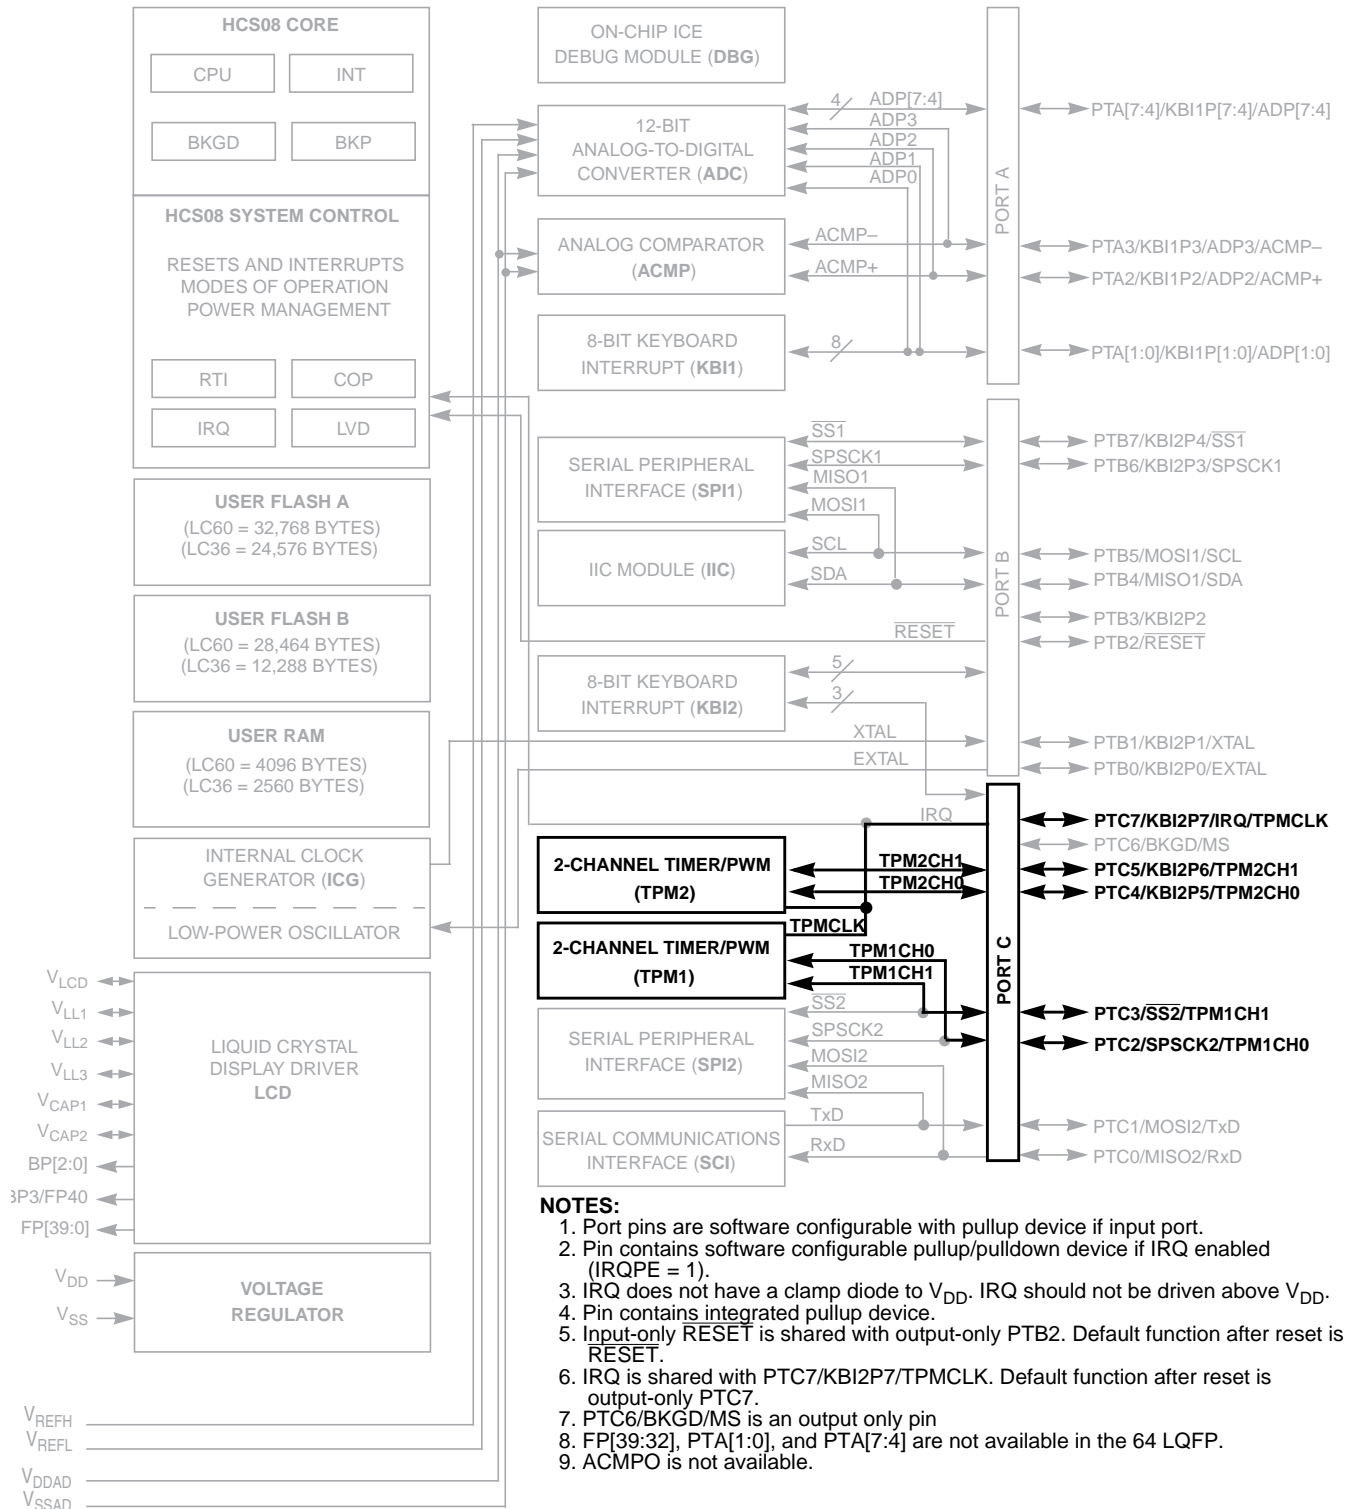 HCS08 CORE
CPU
INT
BKGD
BKP
HCS08 SYSTEM CONTROL
RESETS AND INTERRUPTS
MODES OF OPERATION
POWER MANAGEMENT
RTI
COP
IRQ
LVD
USER FLASH A
(LC60 = 32,768 BYTES)
(LC36 = 24,576 BYTES)
USER FLASH B
(LC60 = 28,464 BYTES)
(LC36 = 12,288 BYTES)
USER RAM
(LC60 = 4096 BYTES)
(LC36 = 2560 BYTES)
INTERNAL CLOCK
GENERATOR (ICG)
LOW-POWER OSCILLATOR
VLCD
VLL1
VLL2
VLL3
VCAP1
VCAP2
BP[2:0]
BP3/FP40
FP[39:0]
LIQUID CRYSTAL
DISPLAY DRIVER
LCD
VDD
VSS
VOLTAGE
REGULATOR
VREFH
VREFL
VDDAD
VSSAD
ON-CHIP ICE
DEBUG MODULE (DBG)
12-BIT
ANALOG-TO-DIGITAL
CONVERTER (ADC)
4
ADP[7:4]
ADP3
ADP2
ADP1
ADP0
ANALOG COMPARATOR
(ACMP)
ACMP–
ACMP+
8-BIT KEYBOARD
INTERRUPT (KBI1)
8
PORT A
PTA[7:4]/KBI1P[7:4]/ADP[7:4]
PTA3/KBI1P3/ADP3/ACMP–
PTA2/KBI1P2/ADP2/ACMP+
PTA[1:0]/KBI1P[1:0]/ADP[1:0]
SERIAL PERIPHERAL
INTERFACE (SPI1)
SS1
SPSCK1
MISO1
MOSI1
IIC MODULE (IIC)
SCL
SDA
RESET
8-BIT KEYBOARD
INTERRUPT (KBI2)
5
3
XTAL
EXTAL
PORT B
PTB7/KBI2P4/SS1
PTB6/KBI2P3/SPSCK1
PTB5/MOSI1/SCL
PTB4/MISO1/SDA
PTB3/KBI2P2
PTB2/RESET
PTB1/KBI2P1/XTAL
PTB0/KBI2P0/EXTAL
IRQ
2-CHANNEL TIMER/PWM
(TPM2)
TPM2CH1
TPM2CH0
TPMCLK
2-CHANNEL TIMER/PWM
(TPM1)
TPM1CH0
TPM1CH1
SERIAL PERIPHERAL
INTERFACE (SPI2)
SS2
SPSCK2
MOSI2
MISO2
SERIAL COMMUNICATIONS
INTERFACE (SCI)
TxD
RxD
PORT C
PTC7/KBI2P7/IRQ/TPMCLK
PTC6/BKGD/MS
PTC5/KBI2P6/TPM2CH1
PTC4/KBI2P5/TPM2CH0
PTC3/SS2/TPM1CH1
PTC2/SPSCK2/TPM1CH0
PTC1/MOSI2/TxD
PTC0/MISO2/RxD
NOTES:
1. Port pins are software configurable with pullup device if input port.
2. Pin contains software configurable pullup/pulldown device if IRQ enabled
(IRQPE = 1).
3. IRQ does not have a clamp diode to VDD. IRQ should not be driven above VDD.
4. Pin contains integrated pullup device.
5. Input-only RESET is shared with output-only PTB2. Default function after reset is
RESET.
6. IRQ is shared with PTC7/KBI2P7/TPMCLK. Default function after reset is
output-only PTC7.
7. PTC6/BKGD/MS is an output only pin
8. FP[39:32], PTA[1:0], and PTA[7:4] are not available in the 64 LQFP.
9. ACMPO is not available.